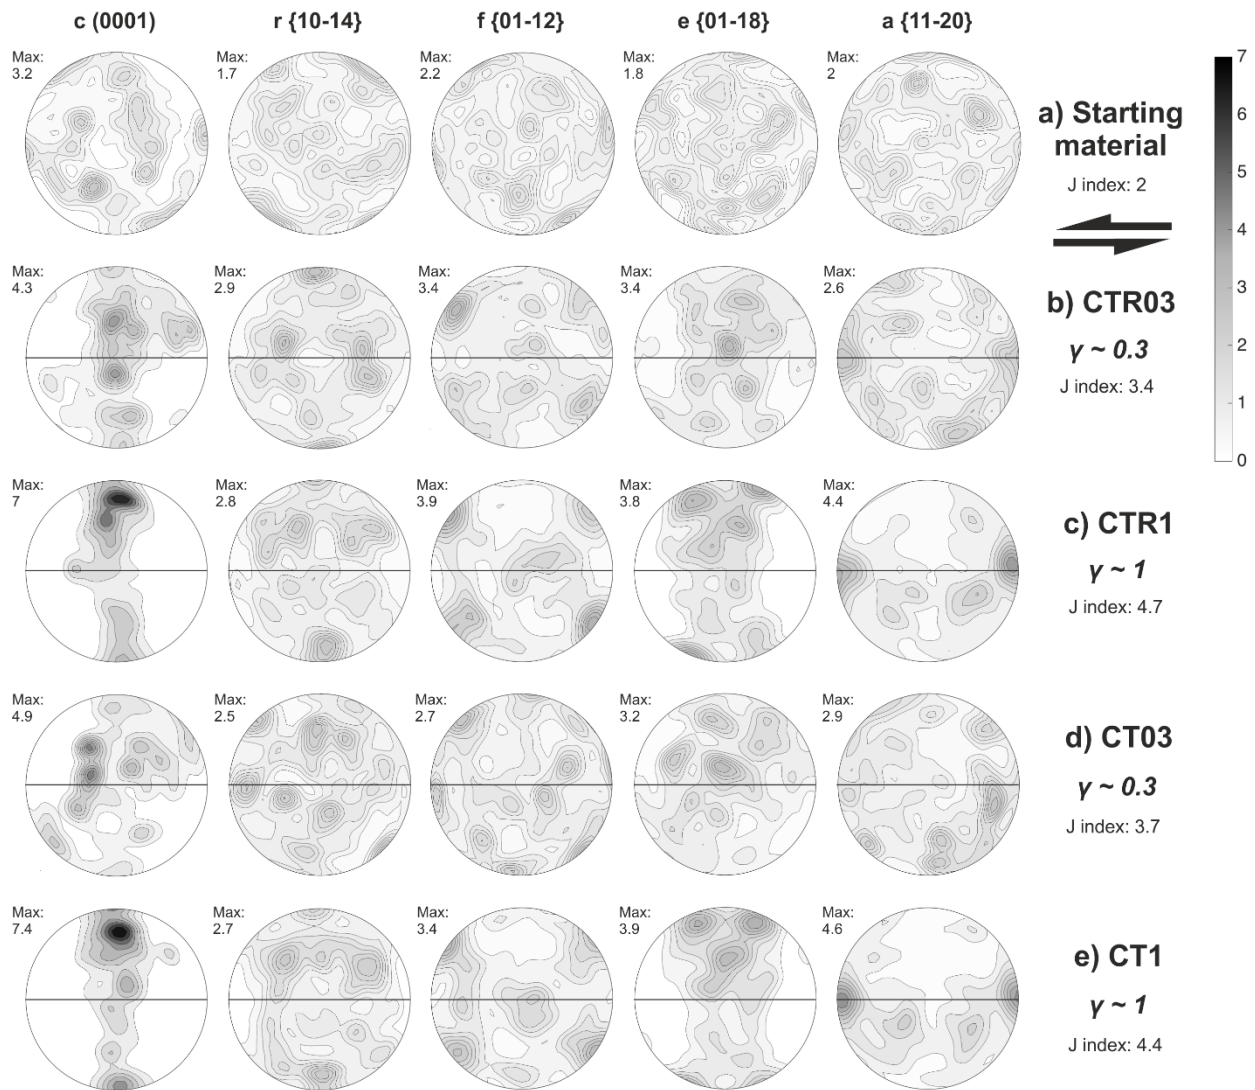 c (0001) r {10-14} f {01-12} e {01-18} a {11-20}
Max: 3.2
Max: 1.7
Max: 2.2
Max: 1.8
Max: 2
a) Starting material
J index: 2
Max: 4.3
Max: 2.9
Max: 3.4
Max: 3.4
Max: 2.6
b) CTR03
γ ~ 0.3
J index: 3.4
Max: 7
Max: 2.8
Max: 3.9
Max: 3.8
Max: 4.4
c) CTR1
γ ~ 1
J index: 4.7
Max: 4.9
Max: 2.5
Max: 2.7
Max: 3.2
Max: 2.9
d) CT03
γ ~ 0.3
J index: 3.7
Max: 7.4
Max: 2.7
Max: 3.4
Max: 3.9
Max: 4.6
e) CT1
γ ~ 1
J index: 4.4
7
6
5
4
3
2
1
0